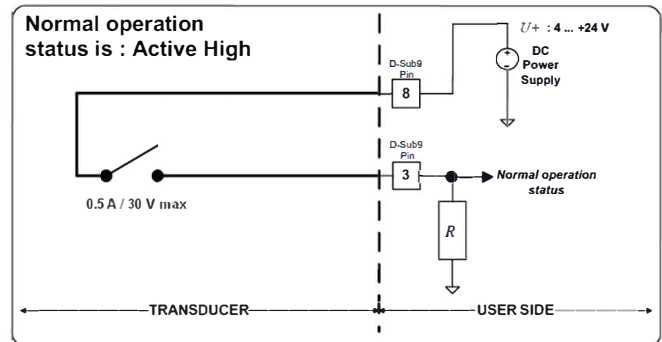 Normal operation
status is : Active High
U+ : 4 ... +24 V
DC
Power
Supply
D-Sub9
Pin
8
D-Sub9
Pin
3
Normal operation
status
0.5 A / 30 V max
R
TRANSDUCER
USER SIDE